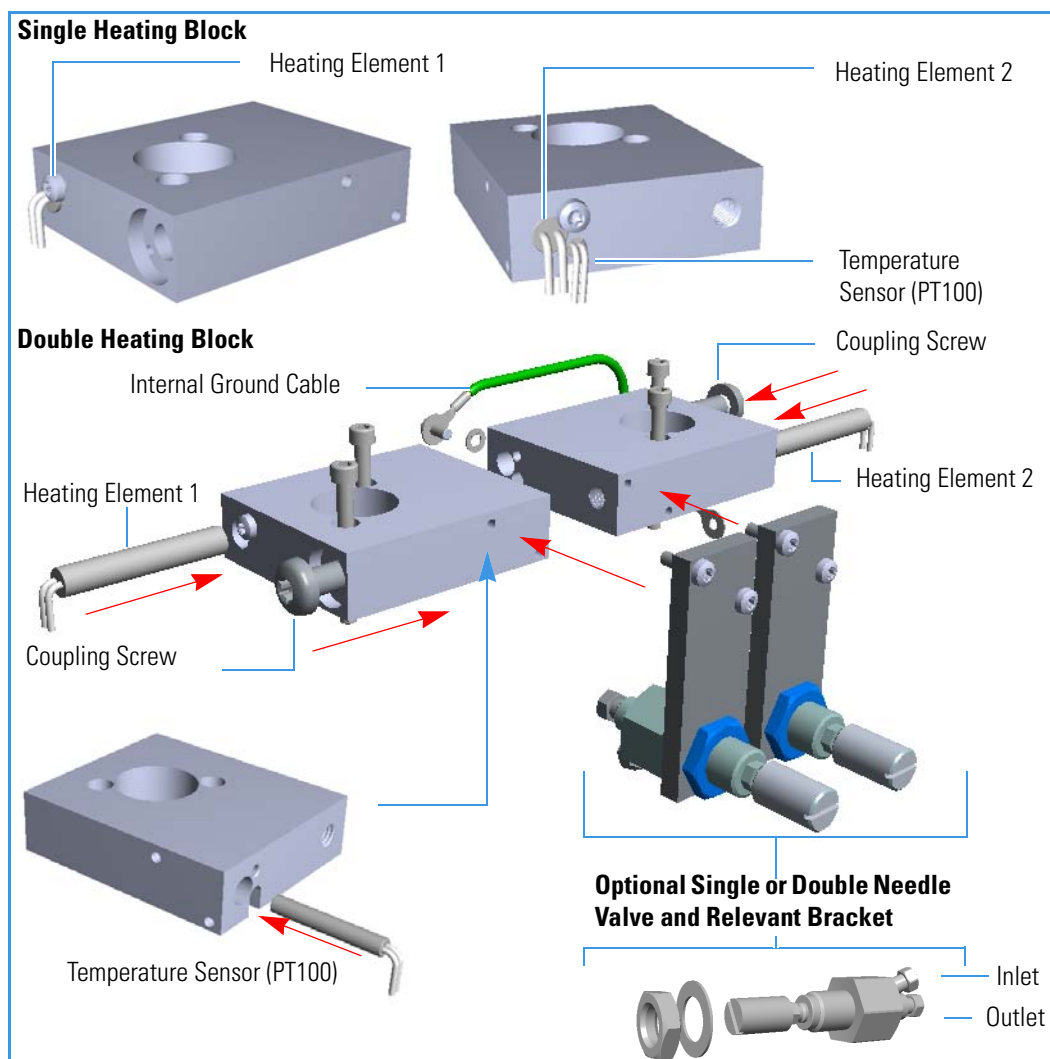 Single Heating Block
Heating Element 1
Heating Element 2
Temperature
Sensor (PT100)
Double Heating Block
Coupling Screw
Internal Ground Cable
Heating Element 1
Heating Element 2
Coupling Screw
Temperature Sensor (PT100)
Optional Single or Double Needle
Valve and Relevant Bracket
Inlet
Outlet